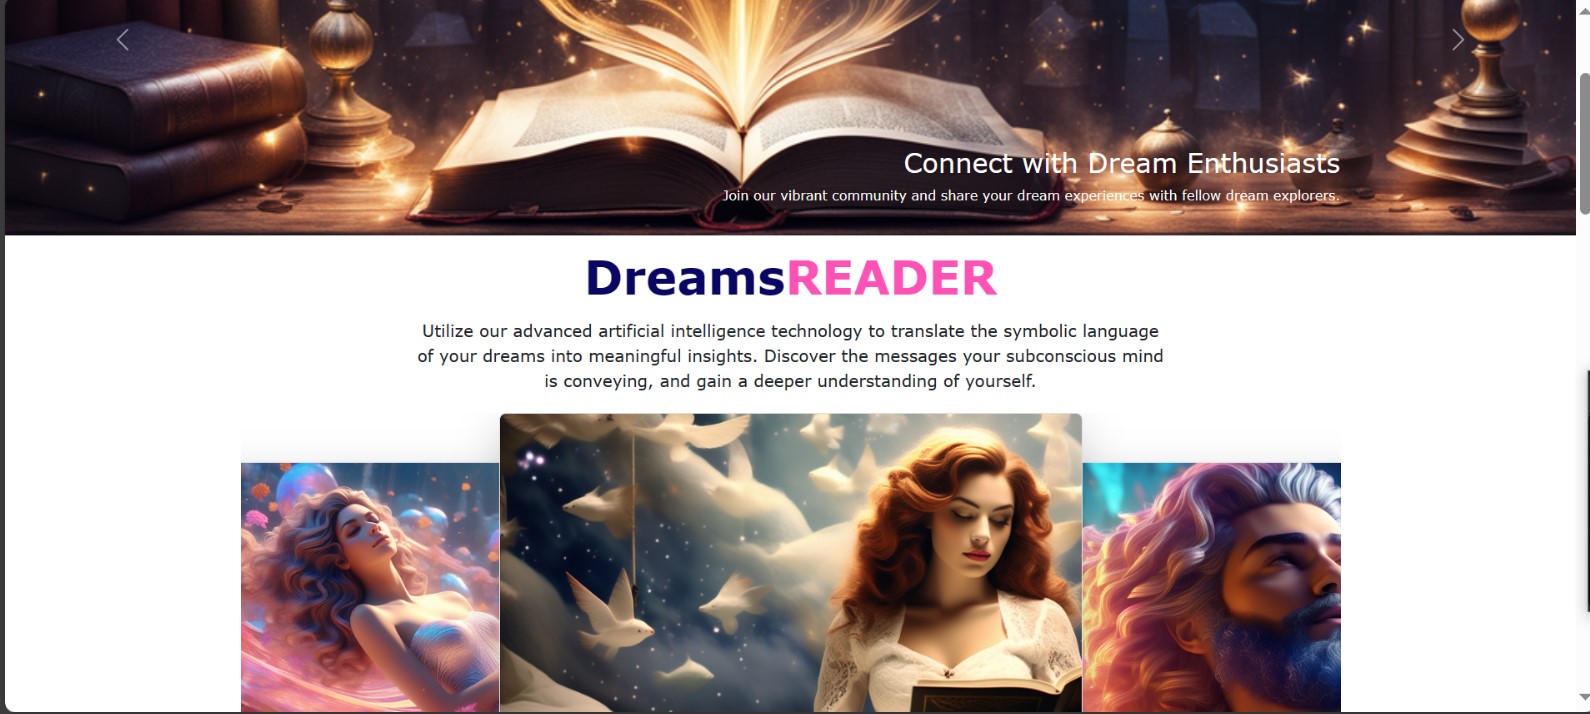 Connect with Dream Enthusiasts
Join our vibrant community and share your dream experiences with fellow dream explorers.
DreamsREADER
Utilize our advanced artificial intelligence technology to translate the symbolic language
of your dreams into meaningful insights. Discover the messages your subconscious mind
is conveying, and gain a deeper understanding of yourself.